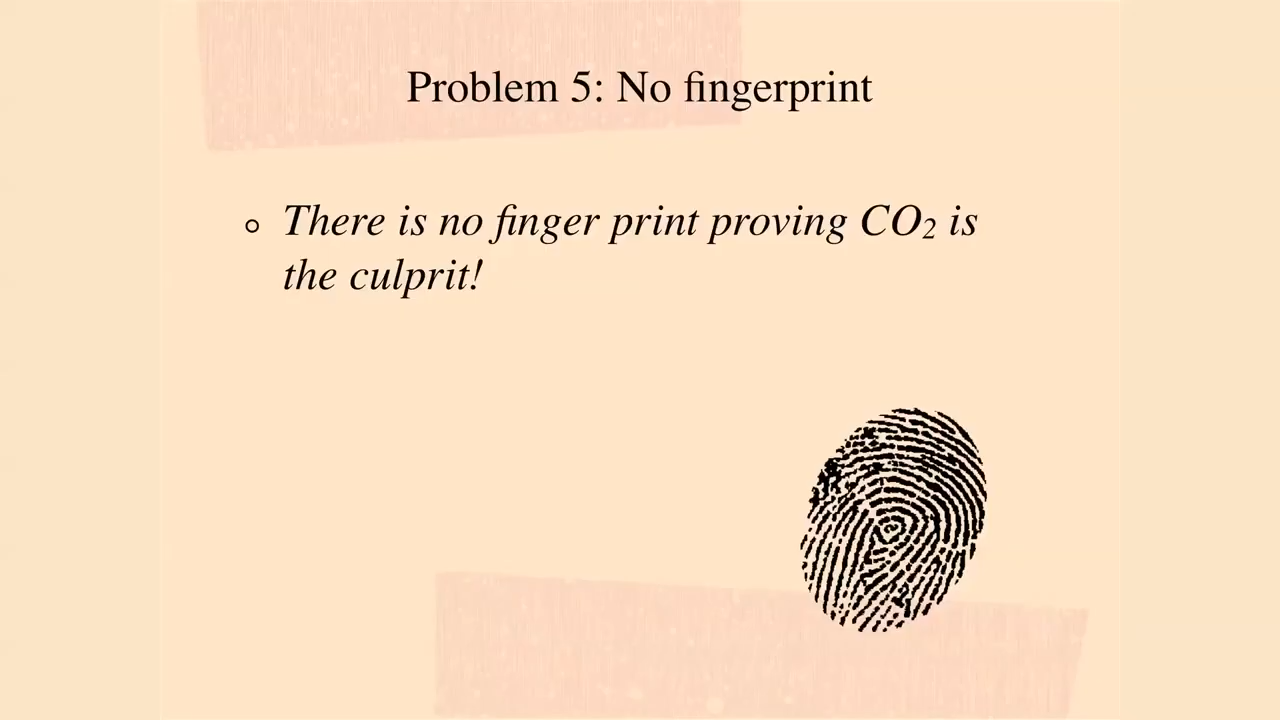 Problem 5: No fingerprint
There is no finger print proving CO₂ is
the culprit!